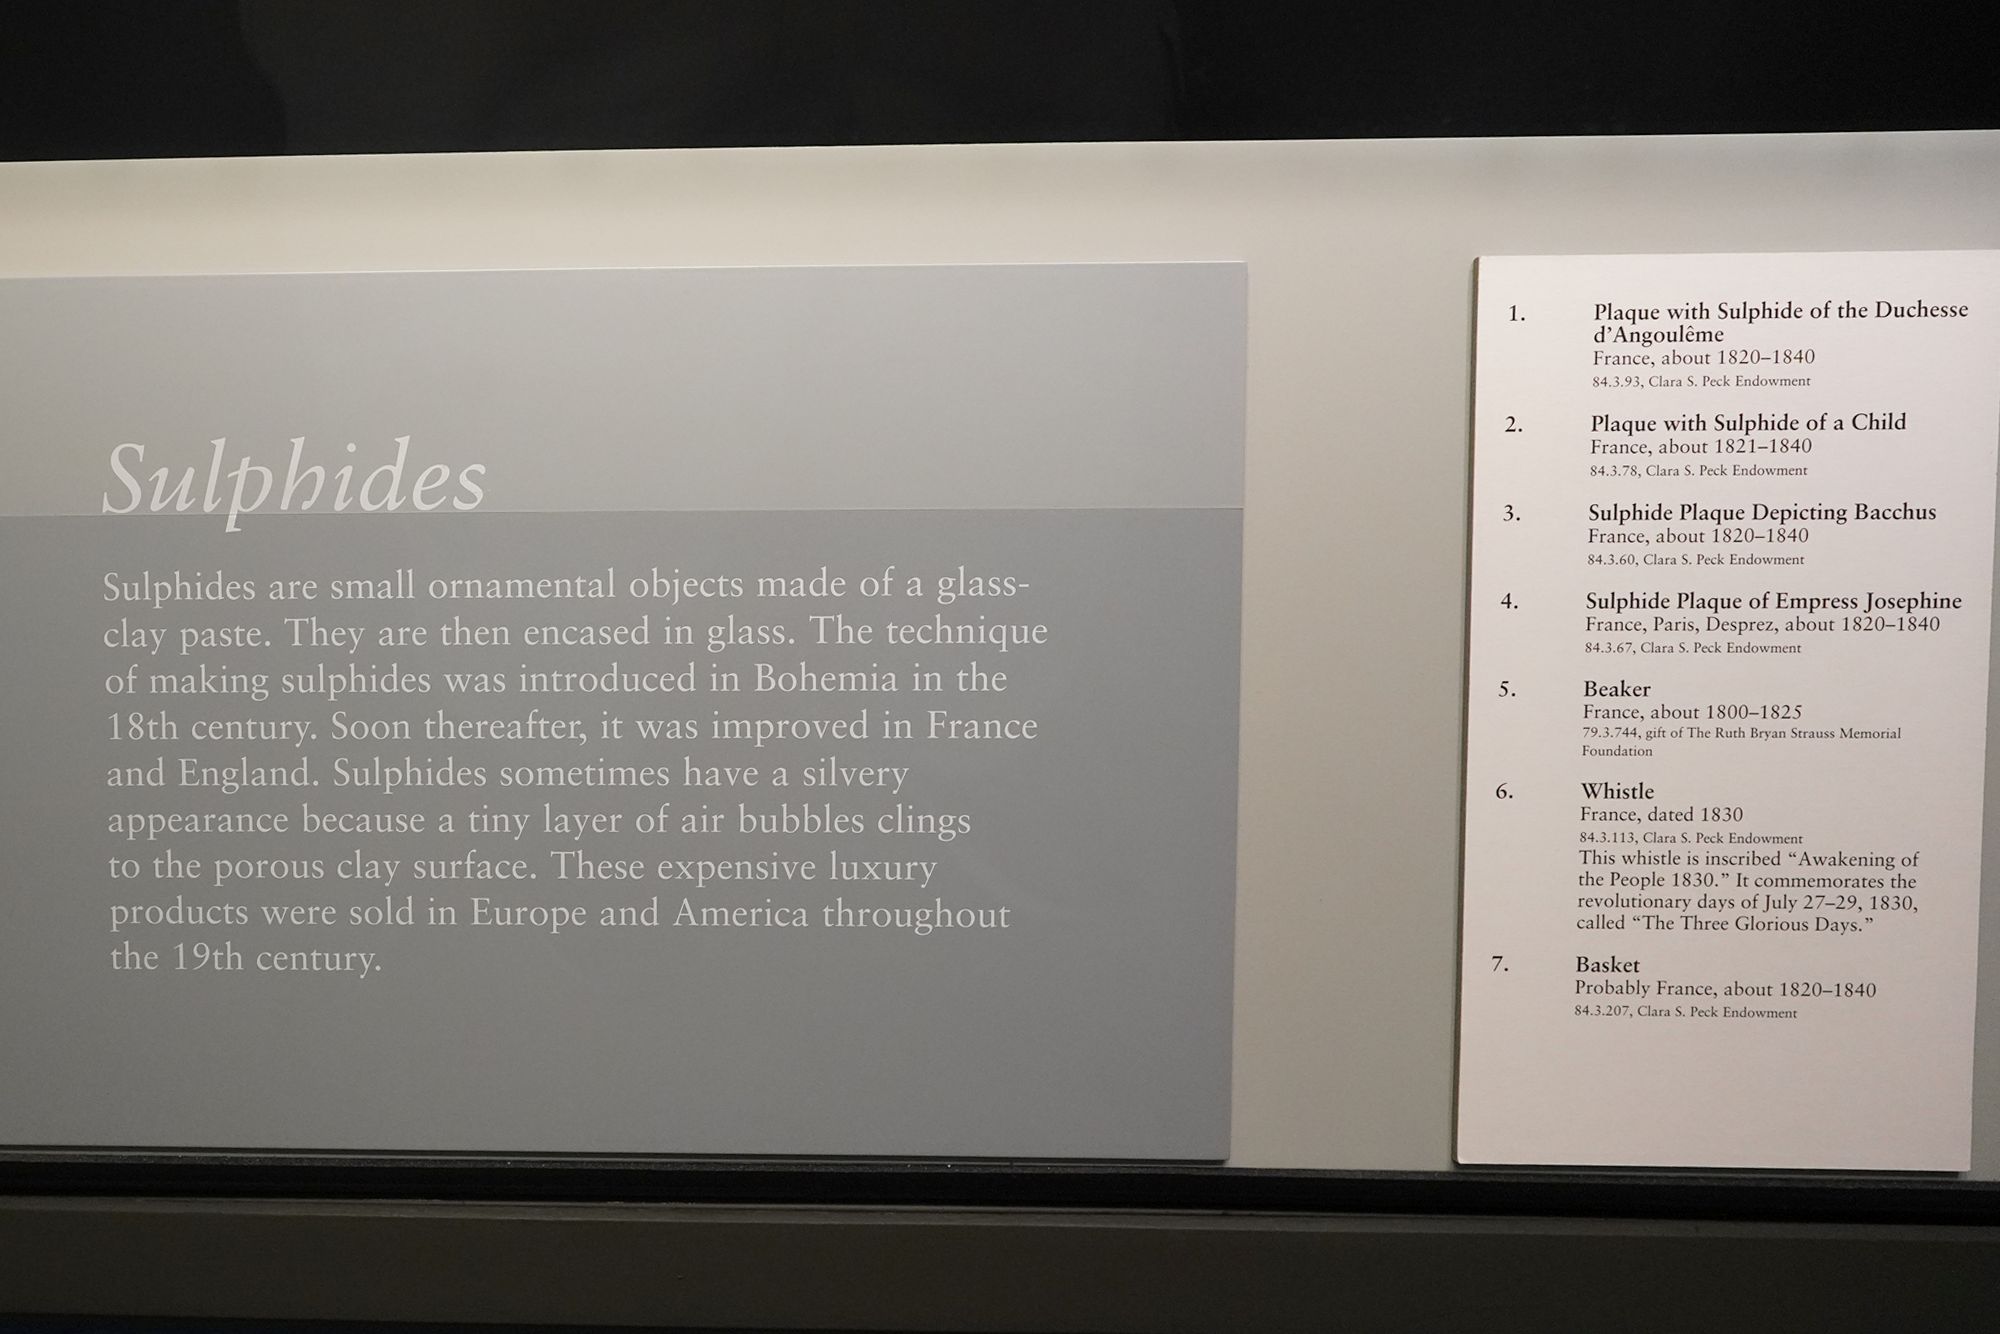 Sulphides
Sulphides are small ornamental objects made of a glass-
clay paste. They are then encased in glass. The technique
of making sulphides was introduced in Bohemia in the
18th century. Soon thereafter, it was improved in France
and England. Sulphides sometimes have a silvery
appearance because a tiny layer of air bubbles clings
to the porous clay surface. These expensive luxury
products were sold in Europe and America throughout
the 19th century.
1. Plaque with Sulphide of the Duchesse
d’Angoulême
France, about 1820–1840
84.3.93, Clara S. Peck Endowment
2. Plaque with Sulphide of a Child
France, about 1821–1840
84.3.78, Clara S. Peck Endowment
3. Sulphide Plaque Depicting Bacchus
France, about 1820–1840
84.3.60, Clara S. Peck Endowment
4. Sulphide Plaque of Empress Josephine
France, Paris, Desprez, about 1820–1840
84.3.67, Clara S. Peck Endowment
5. Beaker
France, about 1800–1825
79.3.744, gift of The Ruth Bryan Strauss Memorial
Foundation
6. Whistle
France, dated 1830
84.3.113, Clara S. Peck Endowment
This whistle is inscribed “Awakening of
the People 1830.” It commemorates the
revolutionary days of July 27–29, 1830,
called “The Three Glorious Days.”
7. Basket
Probably France, about 1820–1840
84.3.207, Clara S. Peck Endowment